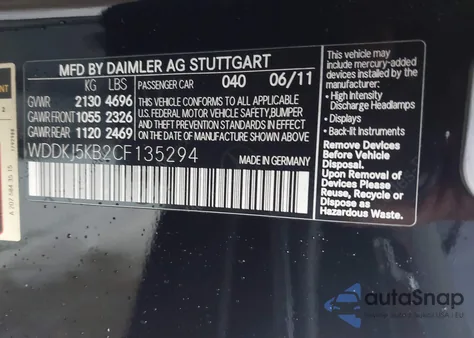 MFD BY DAIMLER AG STUTTGART
KG LBS
GVWR 2130 4696
GAWR FRONT 1055 2326
GAWR REAR 1120 2469
PASSENGER CAR 040 06/11
THIS VEHICLE CONFORMS TO ALL APPLICABLE
U.S. FEDERAL MOTOR VEHICLE SAFETY, BUMPER
AND THEFT PREVENTION STANDARDS IN EFFECT
ON THE DATE OF MANUFACTURE SHOWN ABOVE
WDDKJ5KB2CF135294
This vehicle may
include mercury-added
devices installed by the
manufacturer:
• High Intensity
Discharge Headlamps
• Displays
• Back-lit Instruments
Remove Devices
Before Vehicle
Disposal.
Upon Removal of
Devices Please
Reuse, Recycle or
Dispose as
Hazardous Waste.
A 207 584 35 35
autoSnap